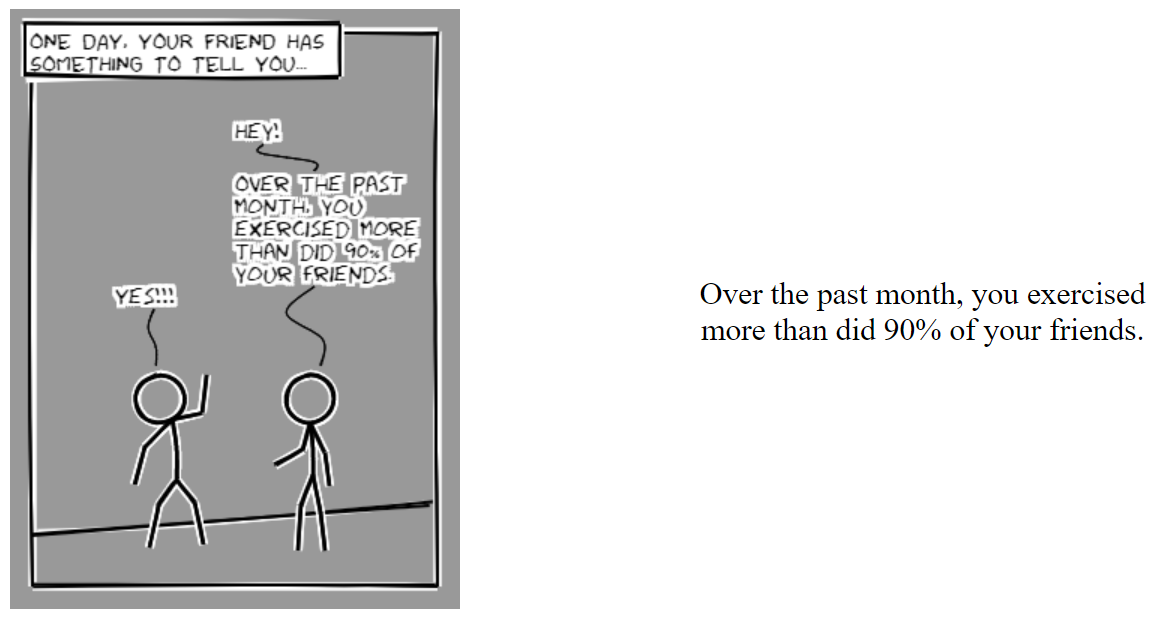 ONE DAY, YOUR FRIEND HAS
SOMETHING TO TELL YOU...
HEY!
OVER THE PAST
MONTH, YOU
EXERCISED MORE
THAN DID 90% OF
YOUR FRIENDS.
YES!!!
Over the past month, you exercised
more than did 90% of your friends.